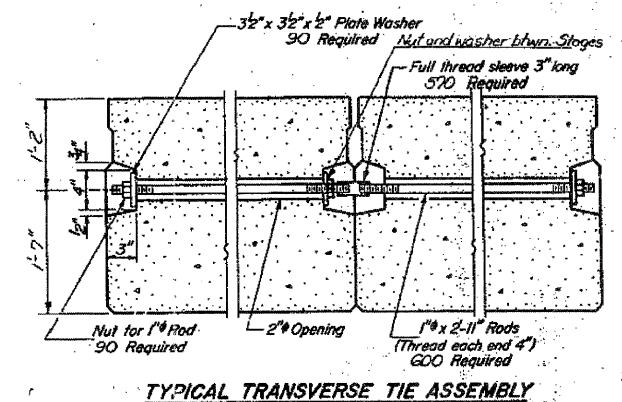 3½" x 3½" x ½" Plate Washer
90 Required
Nut and washer btwn. Stages
Full thread sleeve 3" long
570 Required
1'-2"
¾"
4"
½"
1'-7"
3"
Nut for 1"ϕ Rod
90 Required
2"ϕ Opening
1"ϕ x 2'-11" Rods
(Thread each end 4")
600 Required
TYPICAL TRANSVERSE TIE ASSEMBLY